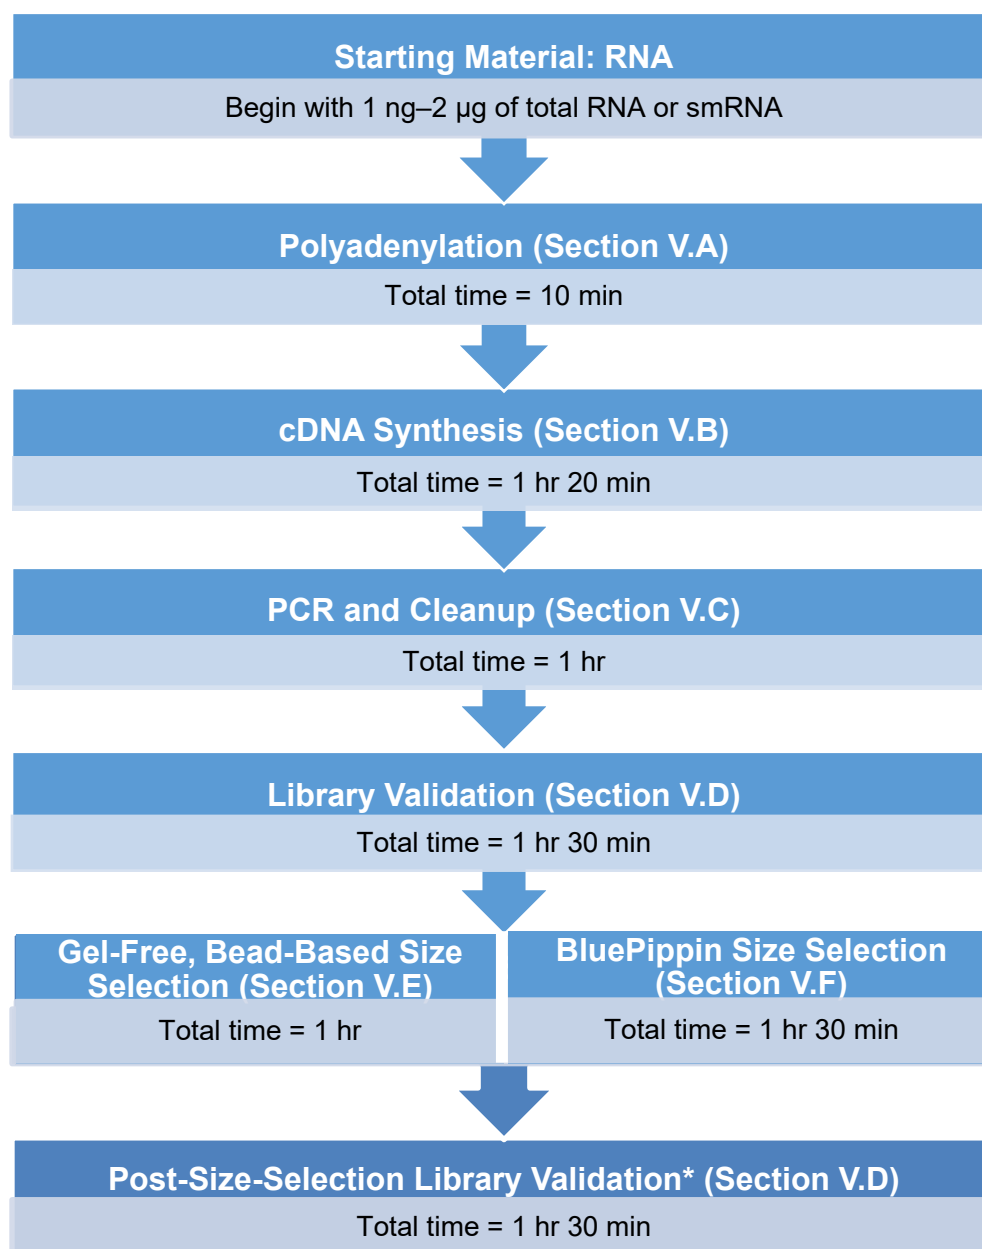 Starting Material: RNA
Begin with 1 ng–2 µg of total RNA or smRNA
Polyadenylation (Section V.A)
Total time = 10 min
cDNA Synthesis (Section V.B)
Total time = 1 hr 20 min
PCR and Cleanup (Section V.C)
Total time = 1 hr
Library Validation (Section V.D)
Total time = 1 hr 30 min
Gel-Free, Bead-Based Size
Selection (Section V.E)
Total time = 1 hr
BluePippin Size Selection
(Section V.F)
Total time = 1 hr 30 min
Post-Size-Selection Library Validation* (Section V.D)
Total time = 1 hr 30 min